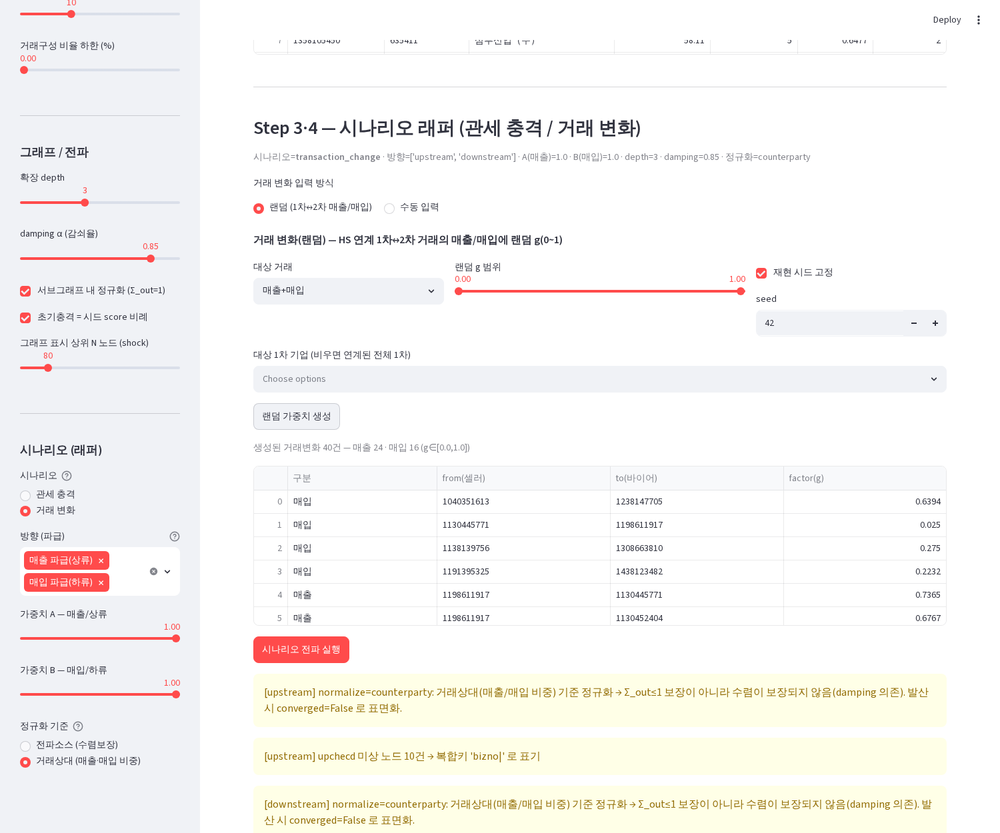 10
거래구성 비율 하한 (%)
0.00
그래프 / 전파
확장 depth
3
damping α (감쇠율)
0.85
서브그래프 내 정규화 (Σ_out=1)
초기충격 = 시드 score 비례
그래프 표시 상위 N 노드 (shock)
80
시나리오 (래퍼)
시나리오
관세 충격
거래 변화
방향 (파급)
매출 파급(상류)
매입 파급(하류)
가중치 A — 매출/상류
1.00
가중치 B — 매입/하류
1.00
정규화 기준
전파소스 (수렴보장)
거래상대 (매출·매입 비중)
Deploy
7 1358105450 635411 58.11 5 0.6477 2
Step 3·4 — 시나리오 래퍼 (관세 충격 / 거래 변화)
시나리오=transaction_change · 방향=['upstream', 'downstream'] · A(매출)=1.0 · B(매입)=1.0 · depth=3 · damping=0.85 · 정규화=counterparty
거래 변화 입력 방식
랜덤 (1차↔2차 매출/매입) 수동 입력
거래 변화(랜덤) — HS 연계 1차↔2차 거래의 매출/매입에 랜덤 g(0~1)
대상 거래
매출+매입
랜덤 g 범위
0.00 1.00
재현 시드 고정
seed
42
대상 1차 기업 (비우면 연계된 전체 1차)
Choose options
랜덤 가중치 생성
생성된 거래변화 40건 — 매출 24 · 매입 16 (g∈[0.0,1.0])
구분 from(셀러) to(바이어) factor(g)
0 매입 1040351613 1238147705 0.6394
1 매입 1130445771 1198611917 0.025
2 매입 1138139756 1308663810 0.275
3 매입 1191395325 1438123482 0.2232
4 매출 1198611917 1130445771 0.7365
5 매출 1198611917 1130452404 0.6767
시나리오 전파 실행
[upstream] normalize=counterparty: 거래상대(매출/매입 비중) 기준 정규화 → Σ_out≤1 보장이 아니라 수렴이 보장되지 않음(damping 의존). 발산
시 converged=False 로 표면화.
[upstream] upchecd 미상 노드 10건 → 복합키 'bizno|' 로 표기
[downstream] normalize=counterparty: 거래상대(매출/매입 비중) 기준 정규화 → Σ_out≤1 보장이 아니라 수렴이 보장되지 않음(damping 의존). 발
산 시 converged=False 로 표면화.